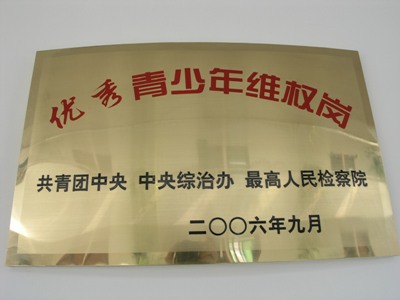 优秀青少年维权岗
共青团中央 中央综治办 最高人民检察院
二〇〇六年九月